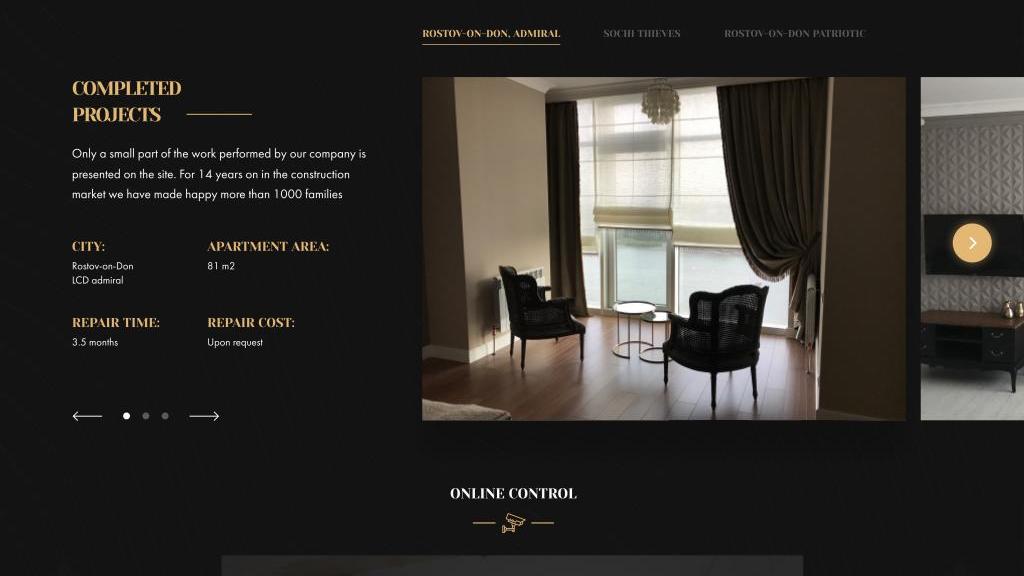 ROSTOV-ON-DON, ADMIRAL
SOCHI THIEVES
ROSTOV-ON-DON PATRIOTIC
COMPLETED
PROJECTS
Only a small part of the work performed by our company is
presented on the site. For 14 years on in the construction
market we have made happy more than 1000 families
CITY:
Rostov-on-Don
LCD admiral
APARTMENT AREA:
81 m2
REPAIR TIME:
3.5 months
REPAIR COST:
Upon request
ONLINE CONTROL